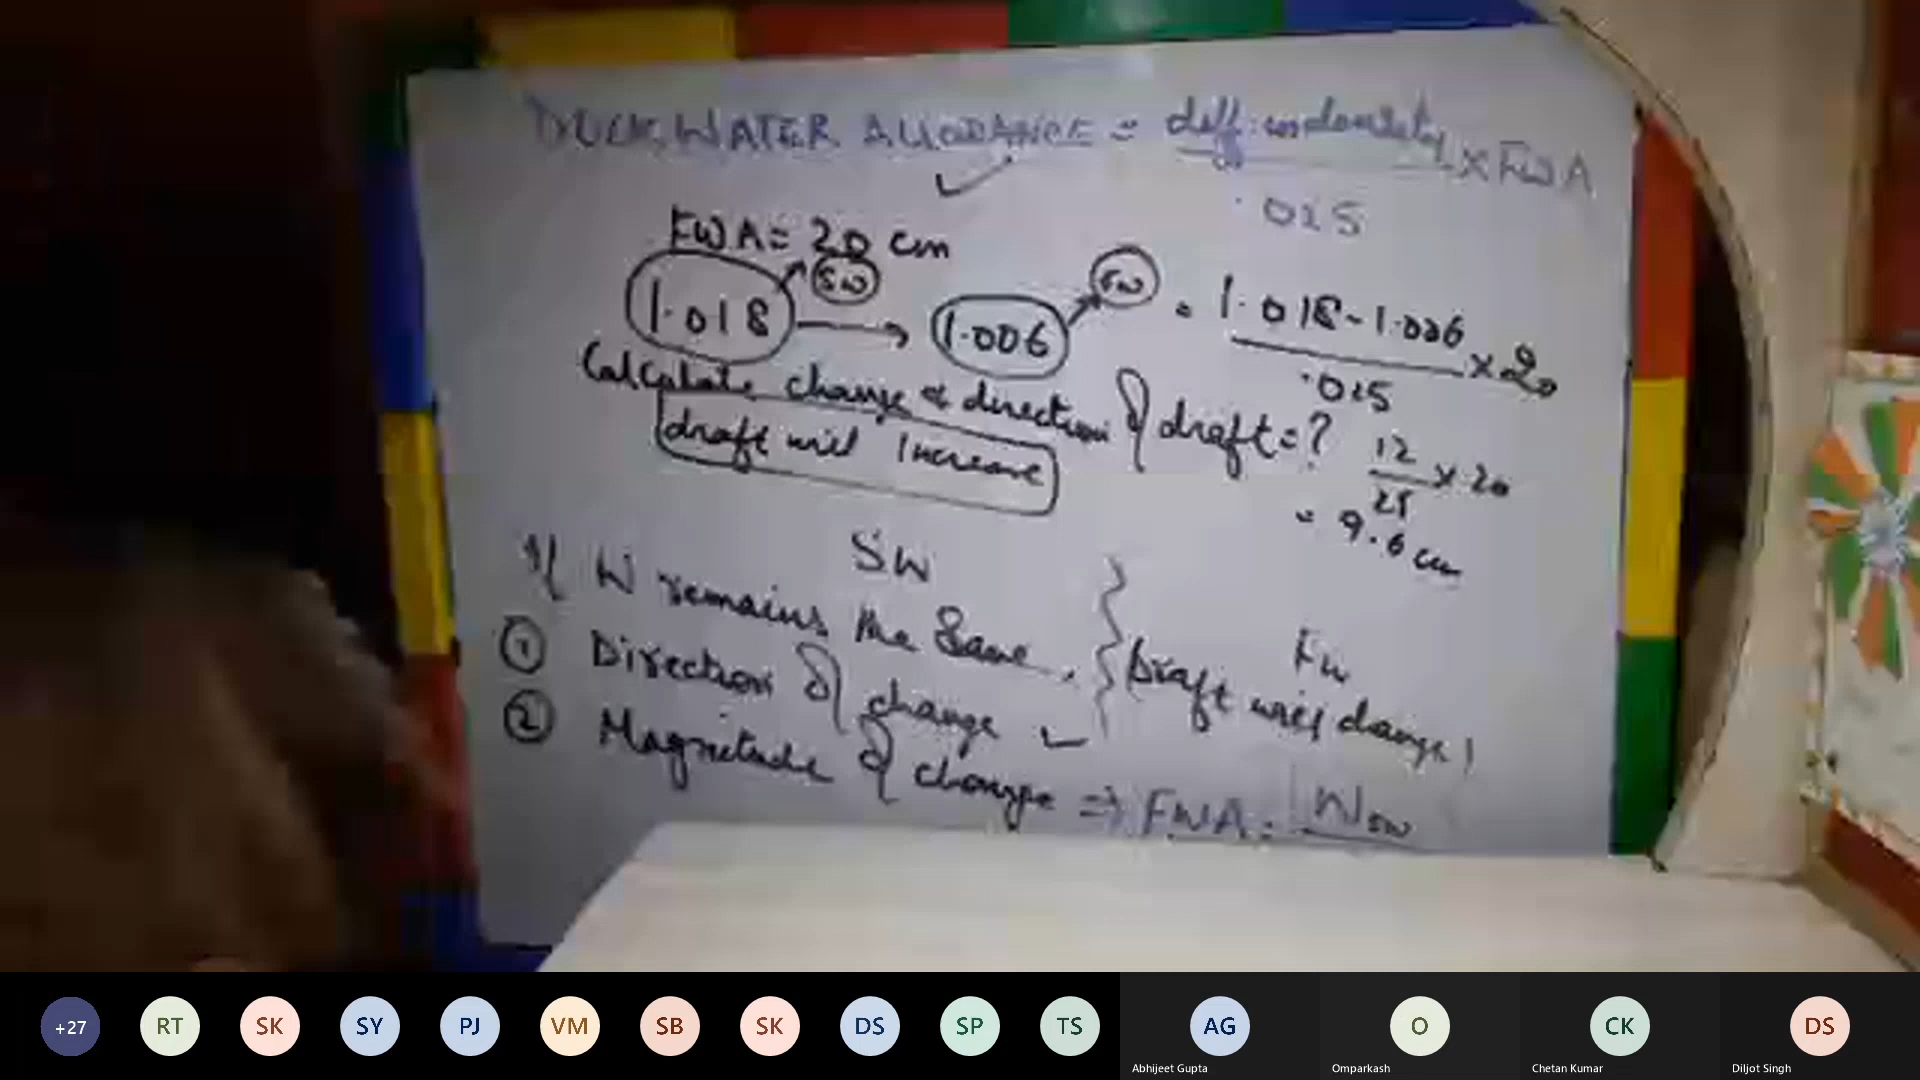 DOCK WATER ALLOWANCE = diff: in density x FWA
.025
FWA = 20 cm
1.018 → SW → 1.006 → FW = 1.018 - 1.006 x 20
.025
Calculate change & direction of draft = ?
draft will Increase
12 x 20
25
= 9.6 cm
SW
If W remains the Same.
FW
① Direction of change
Draft will change!
② Magnitude of change => FWA = Wsw
+27
RT
SK
SY
PJ
VM
SB
SK
DS
SP
TS
AG
O
CK
DS
Abhijeet Gupta
Omparkash
Chetan Kumar
Diljot Singh